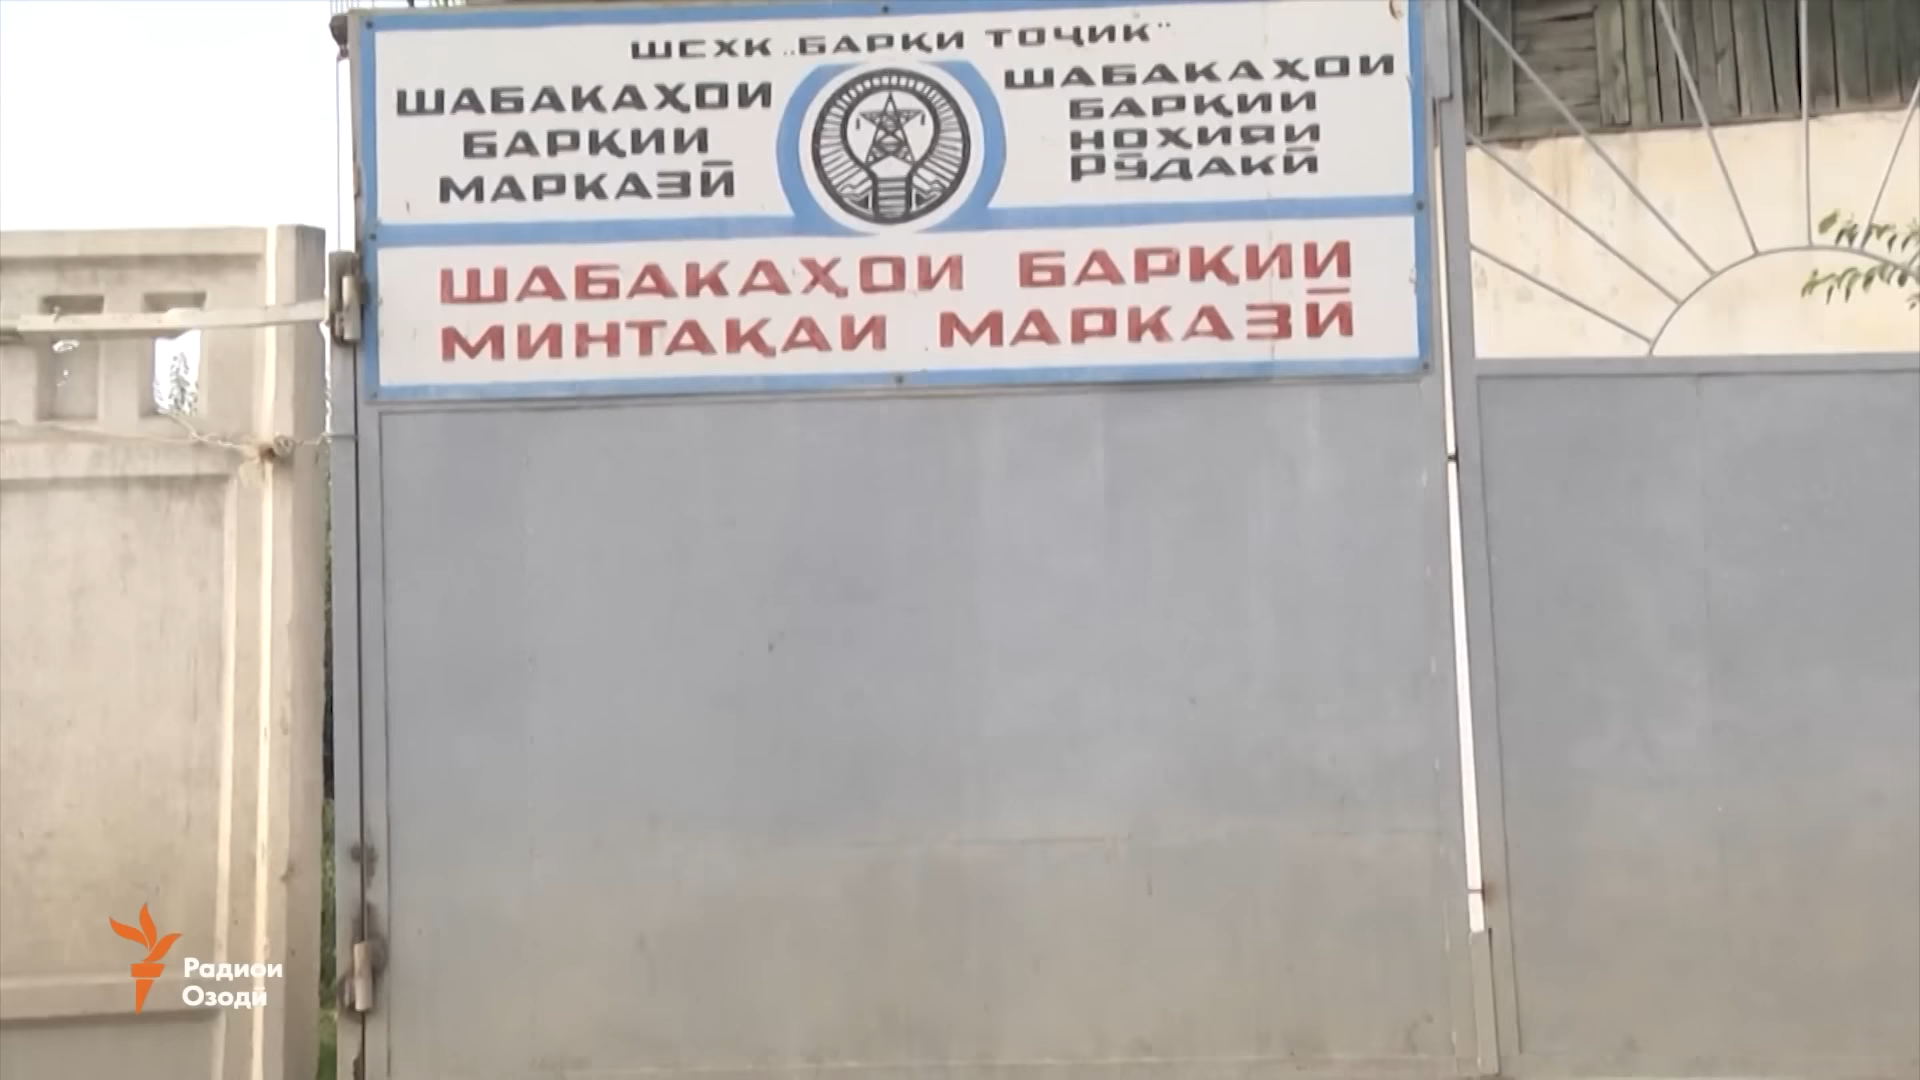 ШСХК „БАРҚИ ТОҶИК"
ШАБАКАҲОИ
БАРҚИИ
МАРКАЗӢ
ШАБАКАҲОИ
БАРҚИИ
НОҲИЯИ
РӮДАКӢ
ШАБАКАҲОИ БАРҚИИ
МИНТАҚАИ МАРКАЗӢ
Радиои
Озодӣ